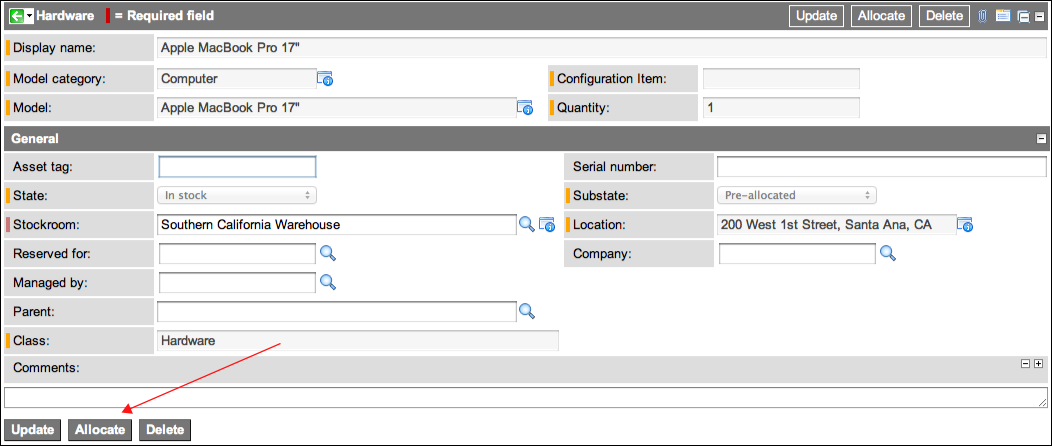 Hardware = Required field Update Allocate Delete
Display name: Apple MacBook Pro 17"
Model category: Computer Configuration Item:
Model: Apple MacBook Pro 17" Quantity: 1
General
Asset tag: Serial number:
State: In stock Substate: Pre-allocated
Stockroom: Southern California Warehouse Location: 200 West 1st Street, Santa Ana, CA
Reserved for: Company:
Managed by:
Parent:
Class: Hardware
Comments:
Update Allocate Delete